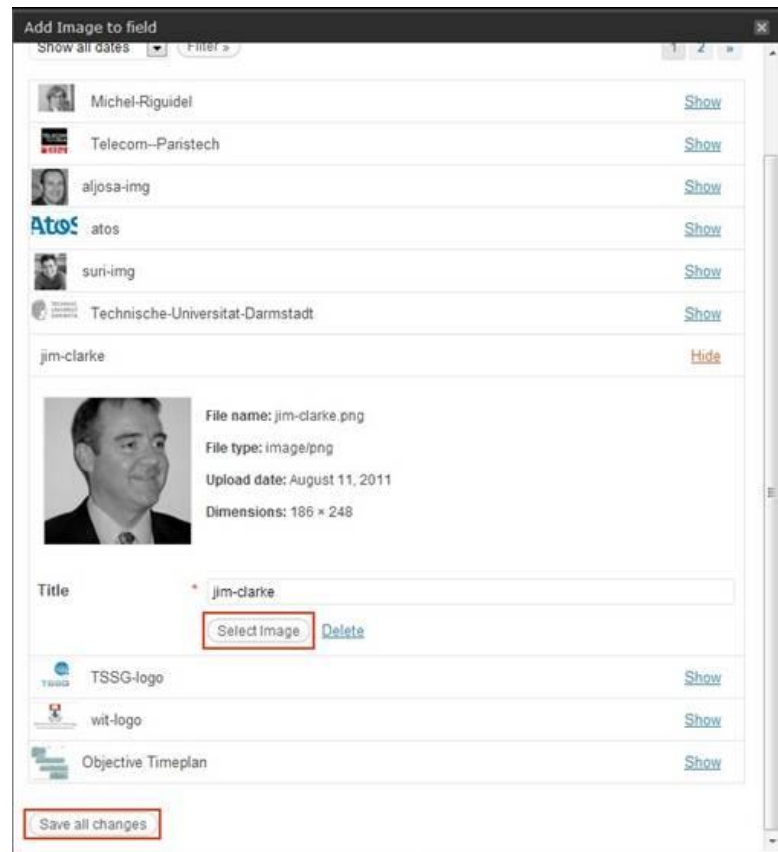 Add Image to field
Show all dates Filter » 1 2 »
Michel-Riguidel Show
Telecom--Paristech Show
aljosa-img Show
Atos atos Show
suri-img Show
Technische-Universitat-Darmstadt Show
jim-clarke Hide
File name: jim-clarke.png
File type: image/png
Upload date: August 11, 2011
Dimensions: 186 × 248
Title * jim-clarke
Select Image Delete
TSSG TSSG-logo Show
wit-logo Show
Objective Timeplan Show
Save all changes